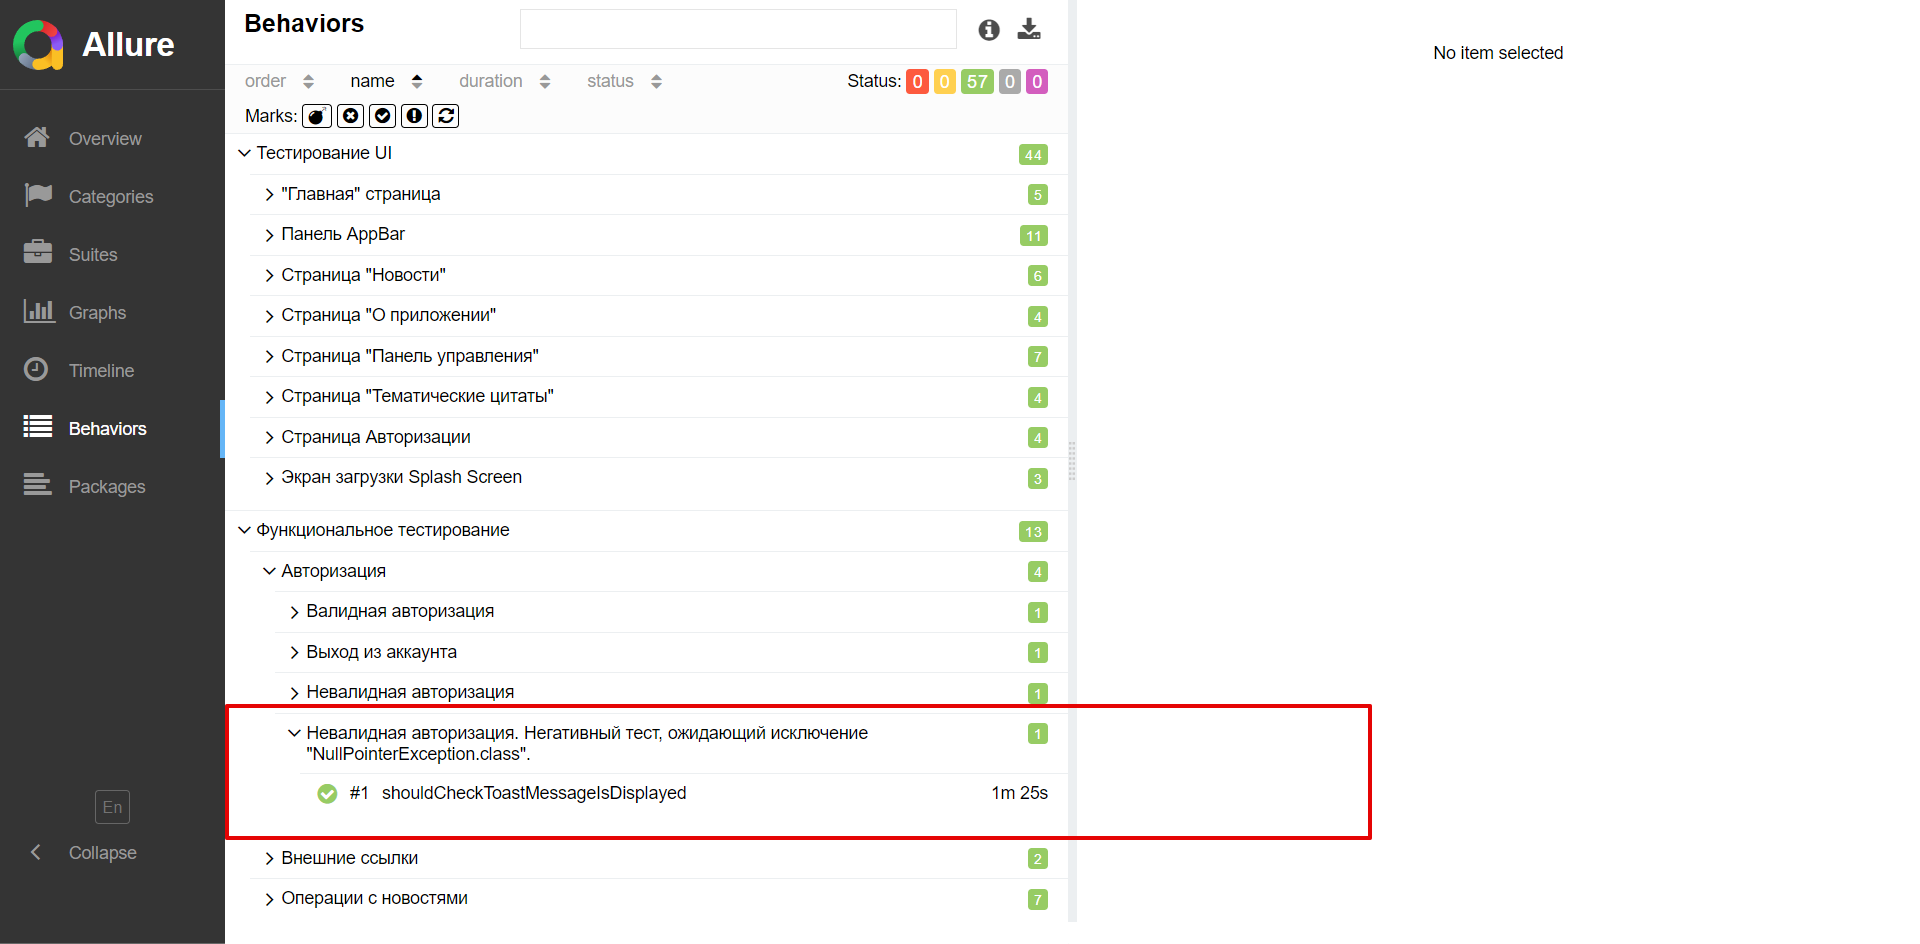 Allure
Overview
Categories
Suites
Graphs
Timeline
Behaviors
Packages
En
Collapse
Behaviors
order name duration status Status: 0 0 57 0 0
Marks:
Тестирование UI 44
"Главная" страница 5
Панель AppBar 11
Страница "Новости" 6
Страница "О приложении" 4
Страница "Панель управления" 7
Страница "Тематические цитаты" 4
Страница Авторизации 4
Экран загрузки Splash Screen 3
Функциональное тестирование 13
Авторизация 4
Валидная авторизация 1
Выход из аккаунта 1
Невалидная авторизация 1
Невалидная авторизация. Негативный тест, ожидающий исключение 1
"NullPointerException.class".
#1 shouldCheckToastMessageIsDisplayed 1m 25s
Внешние ссылки 2
Операции с новостями 7
No item selected